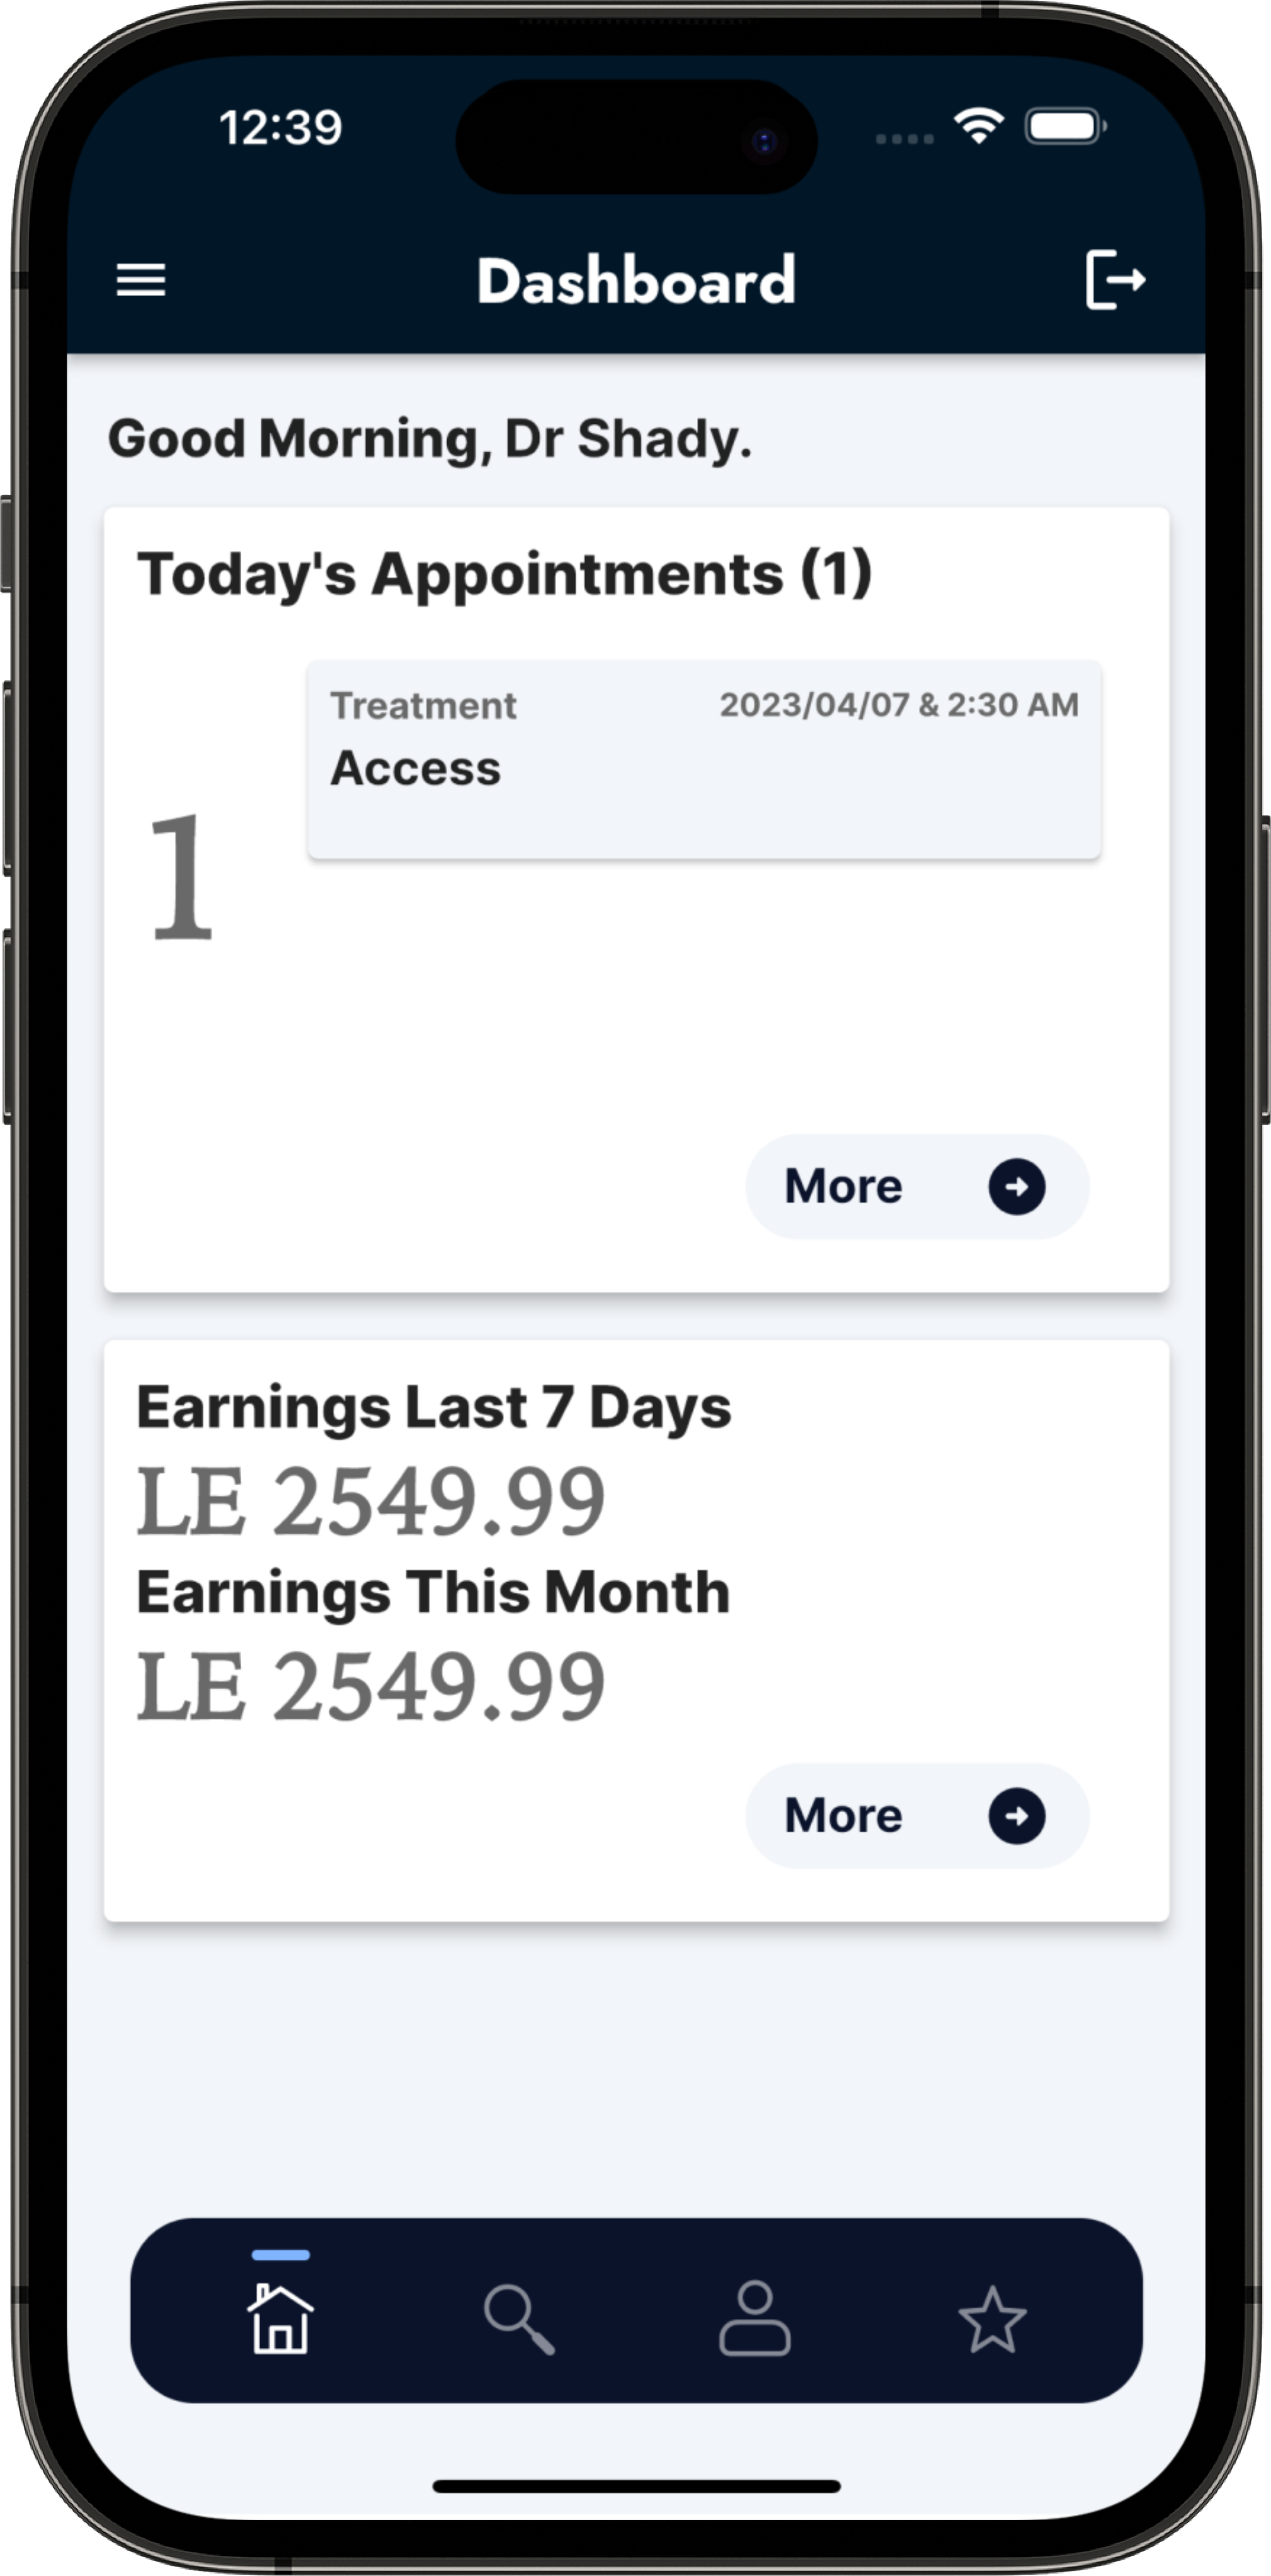 12:39
Dashboard
Good Morning, Dr Shady.
Today's Appointments (1)
Treatment 2023/04/07 & 2:30 AM
Access
1
More
Earnings Last 7 Days
LE 2549.99
Earnings This Month
LE 2549.99
More